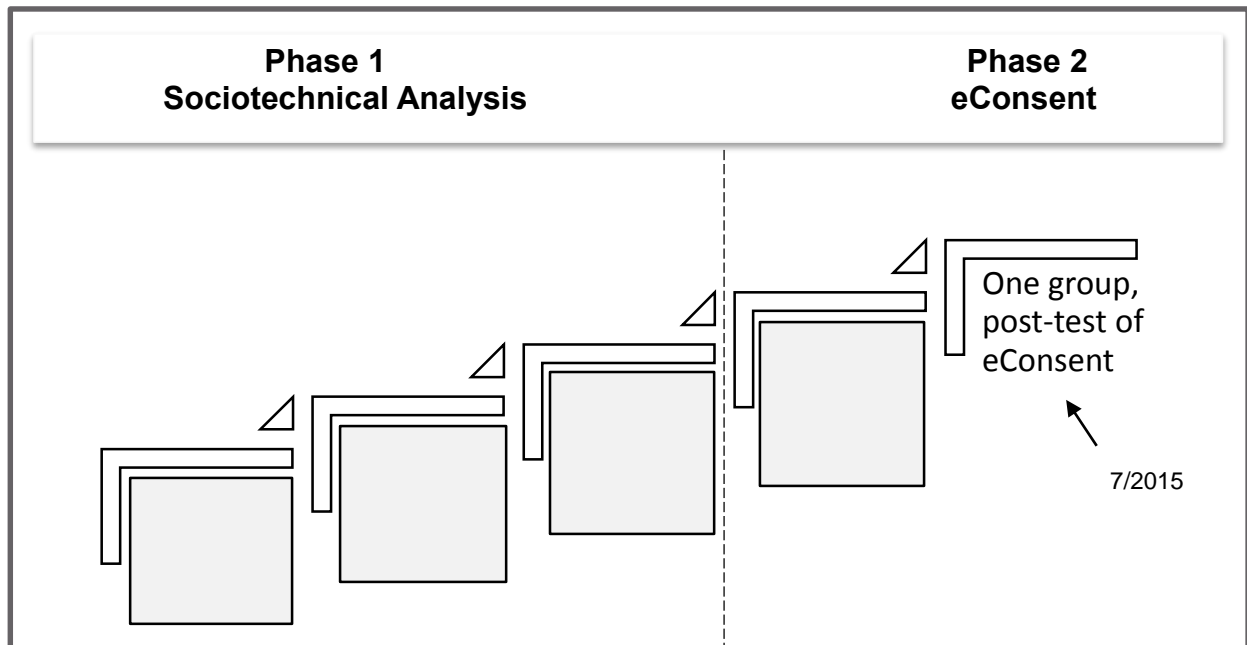 Phase 1
Sociotechnical Analysis
Phase 2
eConsent
One group,
post-test of
eConsent
7/2015